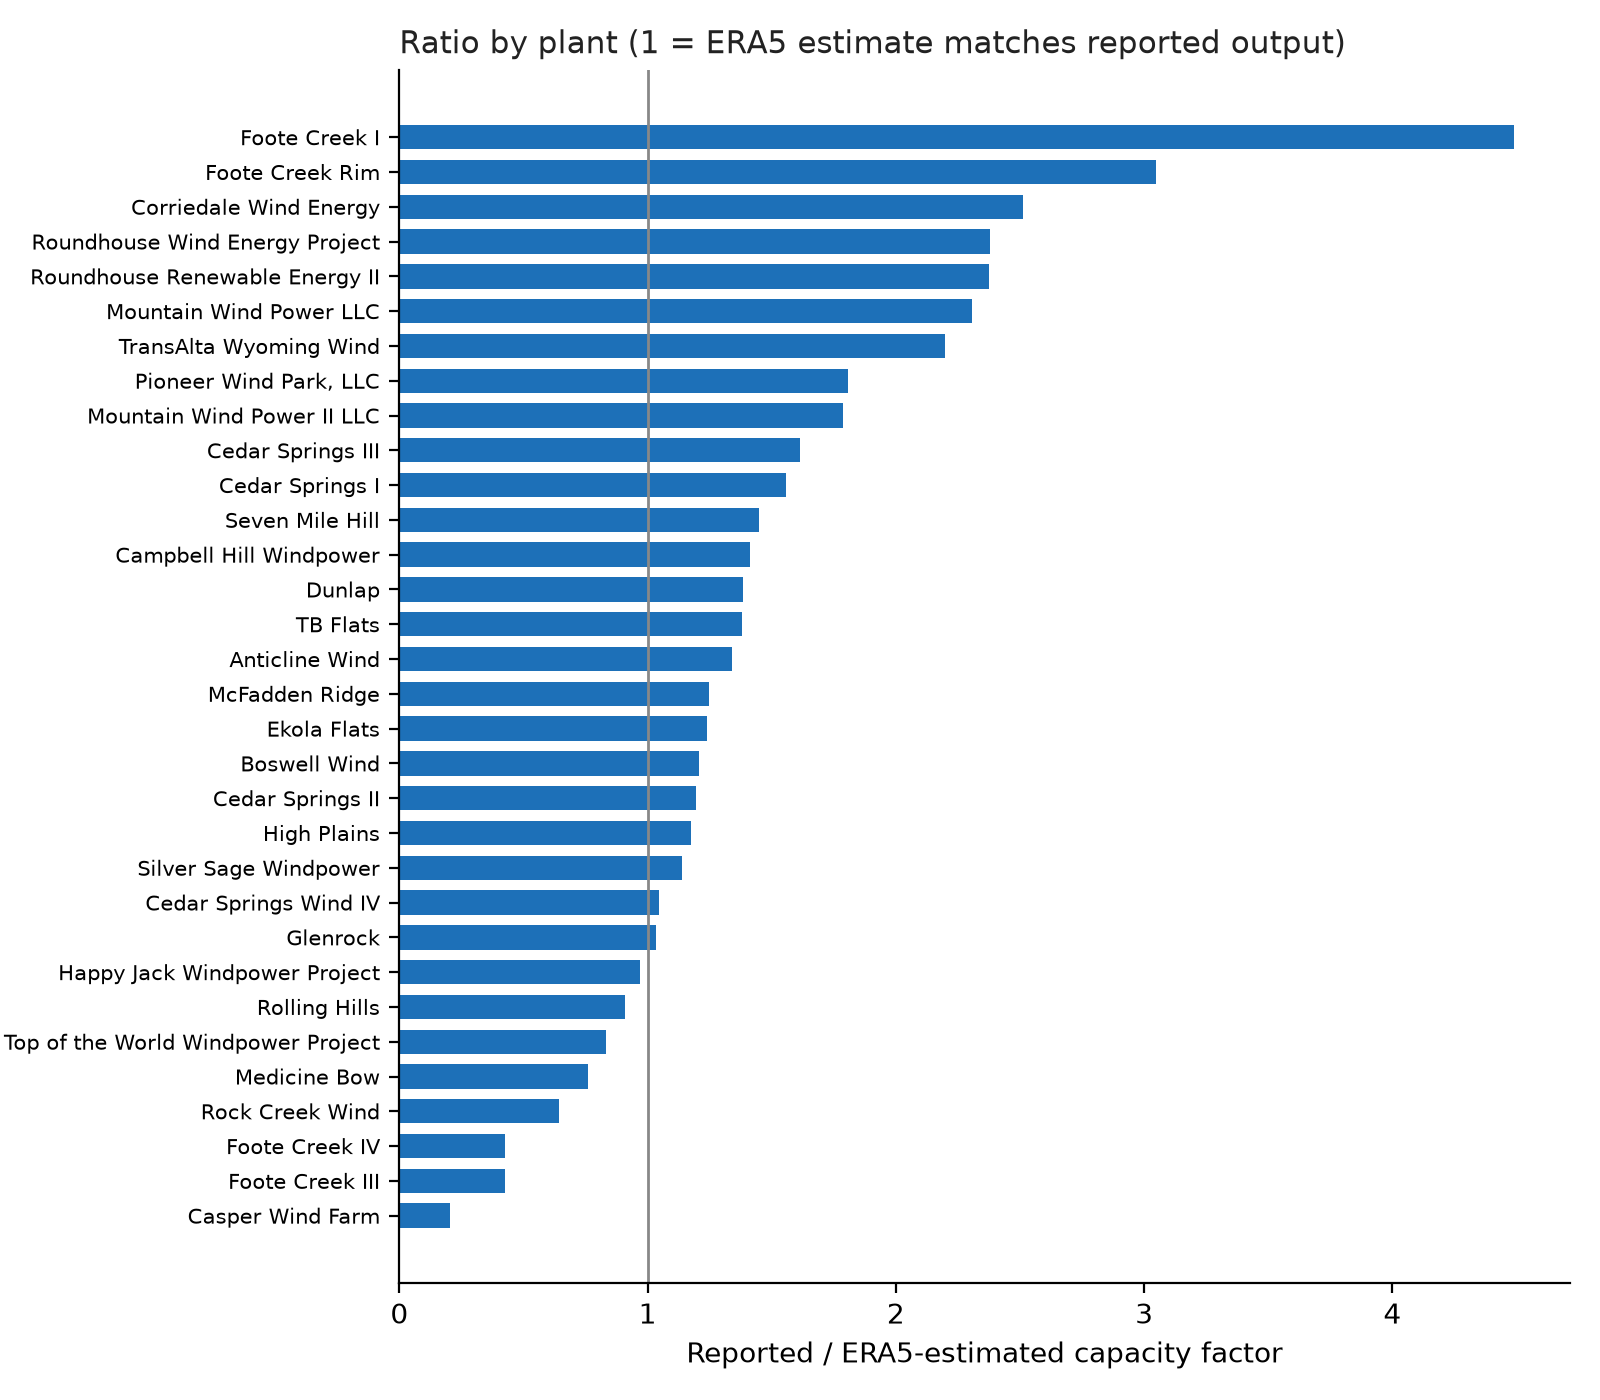 Ratio by plant (1 = ERA5 estimate matches reported output)
Foote Creek I
Foote Creek Rim
Corriedale Wind Energy
Roundhouse Wind Energy Project
Roundhouse Renewable Energy II
Mountain Wind Power LLC
TransAlta Wyoming Wind
Pioneer Wind Park, LLC
Mountain Wind Power II LLC
Cedar Springs III
Cedar Springs I
Seven Mile Hill
Campbell Hill Windpower
Dunlap
TB Flats
Anticline Wind
McFadden Ridge
Ekola Flats
Boswell Wind
Cedar Springs II
High Plains
Silver Sage Windpower
Cedar Springs Wind IV
Glenrock
Happy Jack Windpower Project
Rolling Hills
Top of the World Windpower Project
Medicine Bow
Rock Creek Wind
Foote Creek IV
Foote Creek III
Casper Wind Farm
0 1 2 3 4
Reported / ERA5-estimated capacity factor